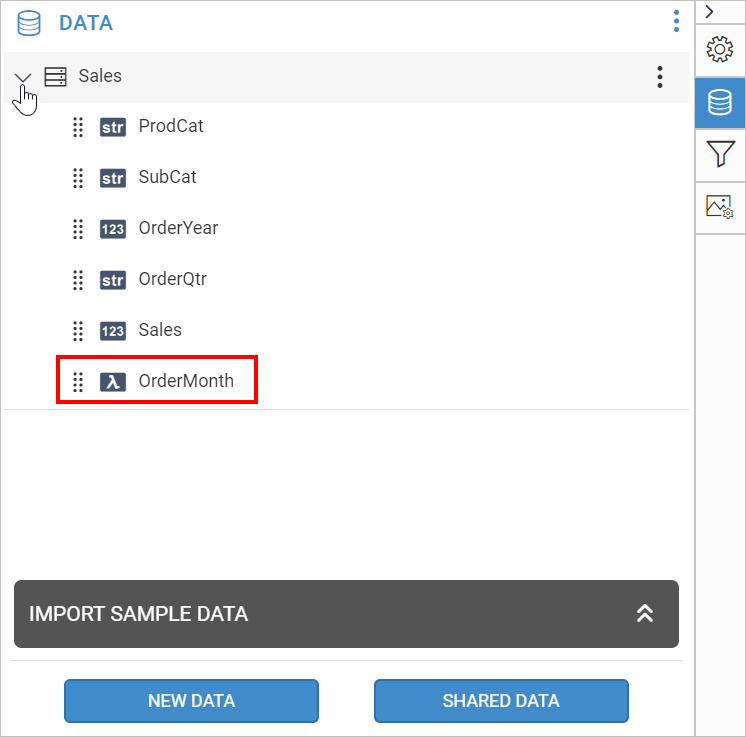 DATA
Sales
str ProdCat
str SubCat
123 OrderYear
str OrderQtr
123 Sales
λ OrderMonth
IMPORT SAMPLE DATA
NEW DATA SHARED DATA